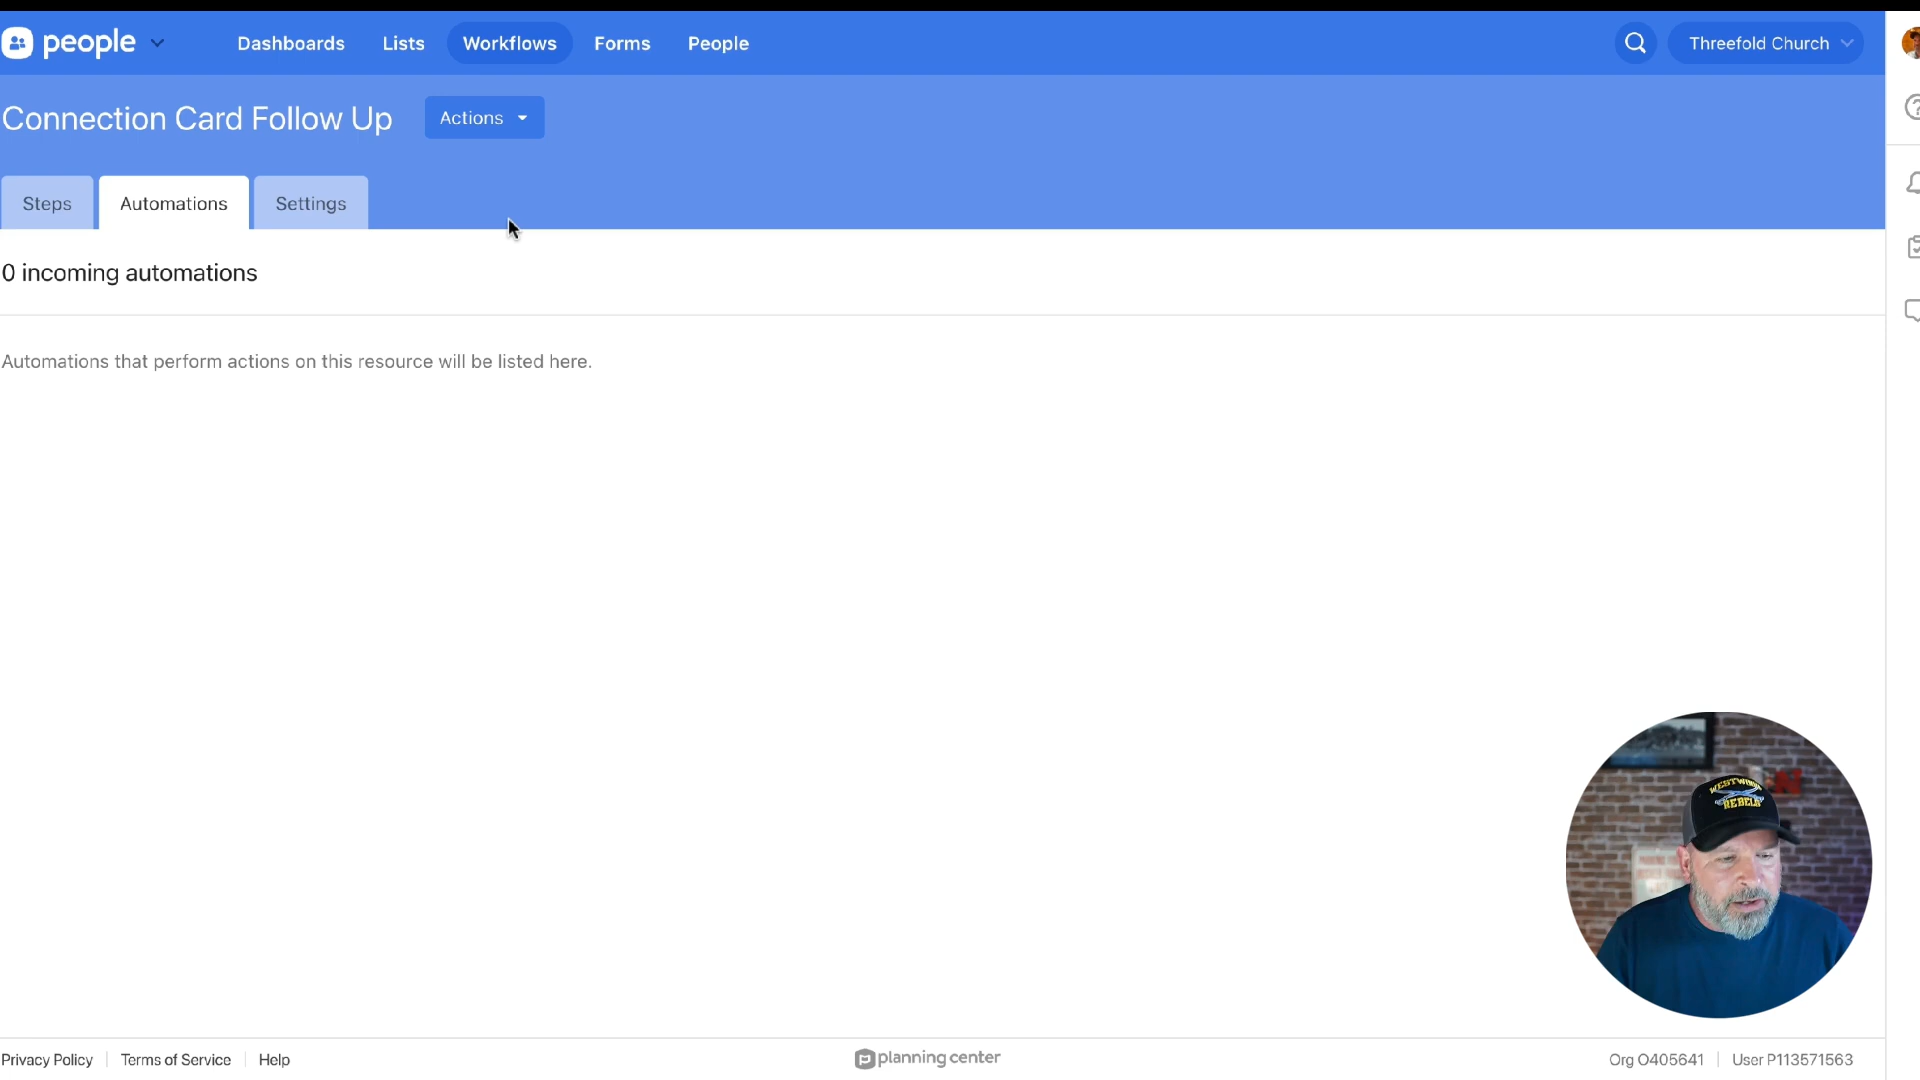 people
Dashboards Lists Workflows Forms People
Threefold Church
Connection Card Follow Up
Actions
Steps Automations Settings
0 incoming automations
Automations that perform actions on this resource will be listed here.
WESTWIND
REBELS
N
Privacy Policy Terms of Service Help
planning center
Org O405641 User P113571563